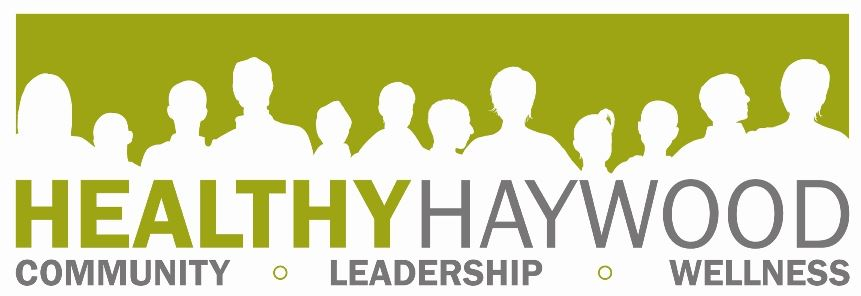 HEALTHYHAYWOOD
COMMUNITY ○ LEADERSHIP ○ WELLNESS